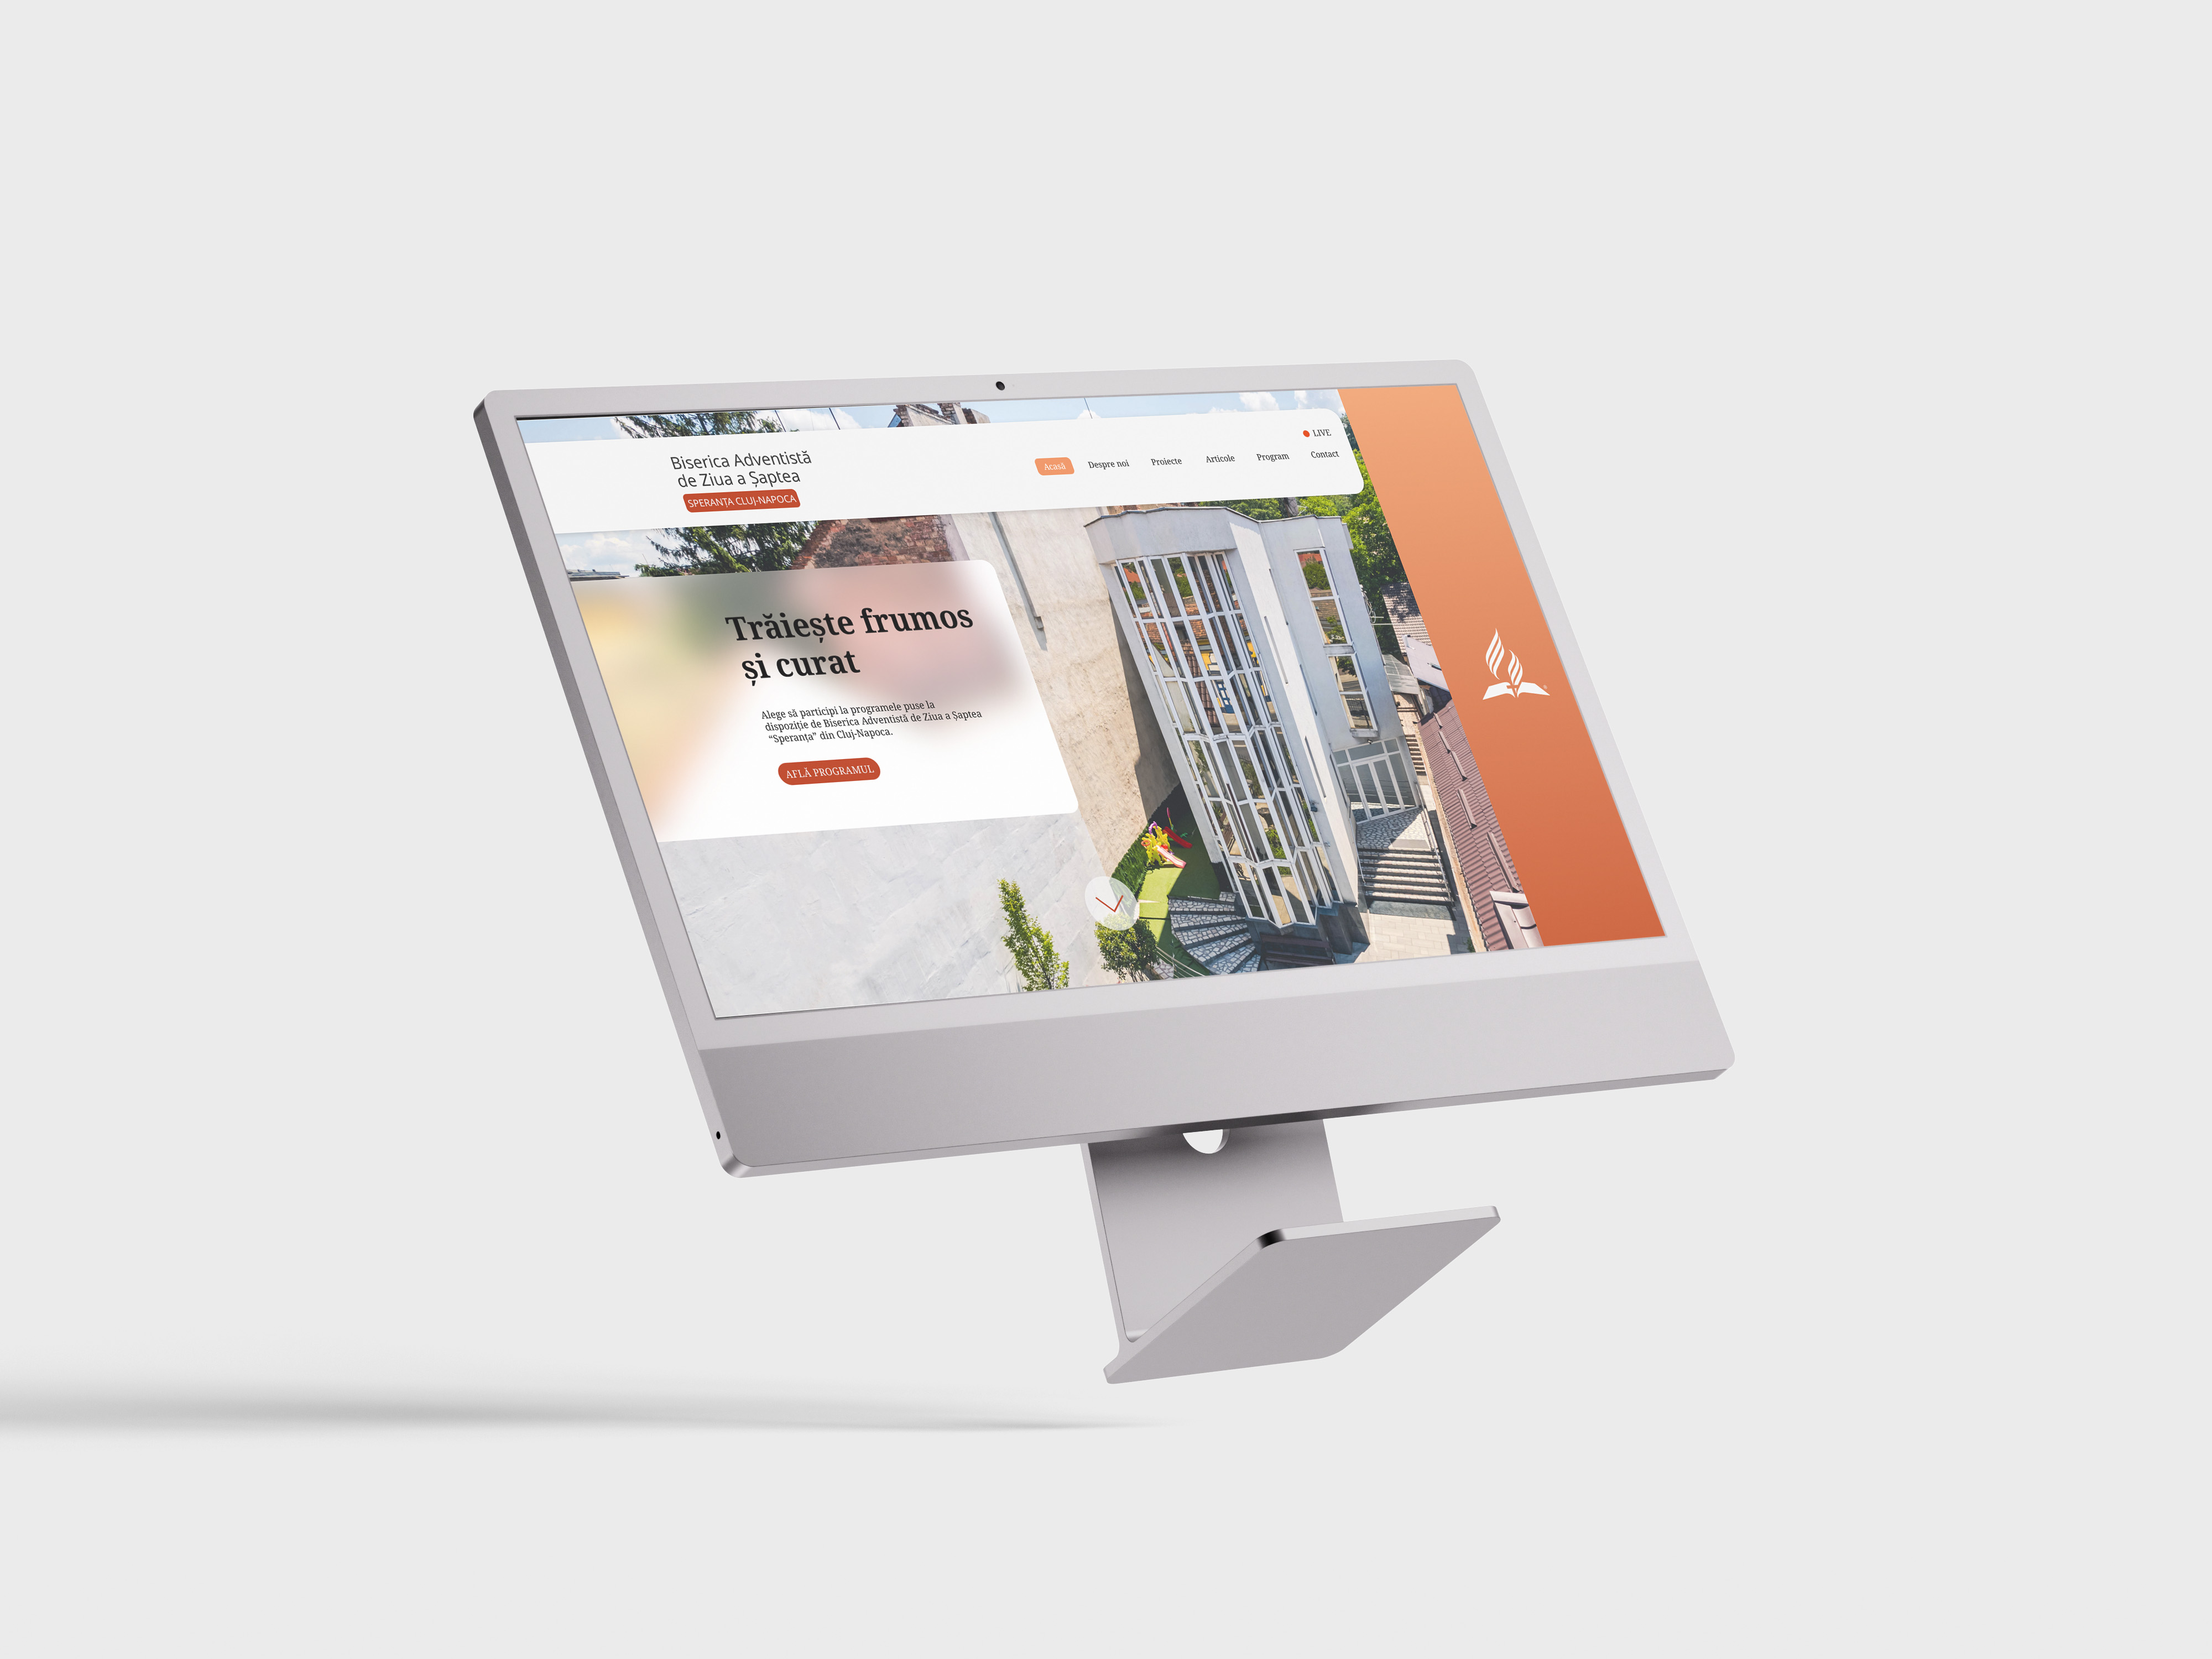 LIVE
Biserica Adventistă
de Ziua a Șaptea
SPERANȚA CLUJ-NAPOCA
Acasă
Despre noi
Proiecte
Articole
Program
Contact
Trăiește frumos
și curat
Alege să participi la programele puse la
dispoziție de Biserica Adventistă de Ziua a Șaptea
“Speranța” din Cluj-Napoca.
AFLĂ PROGRAMUL